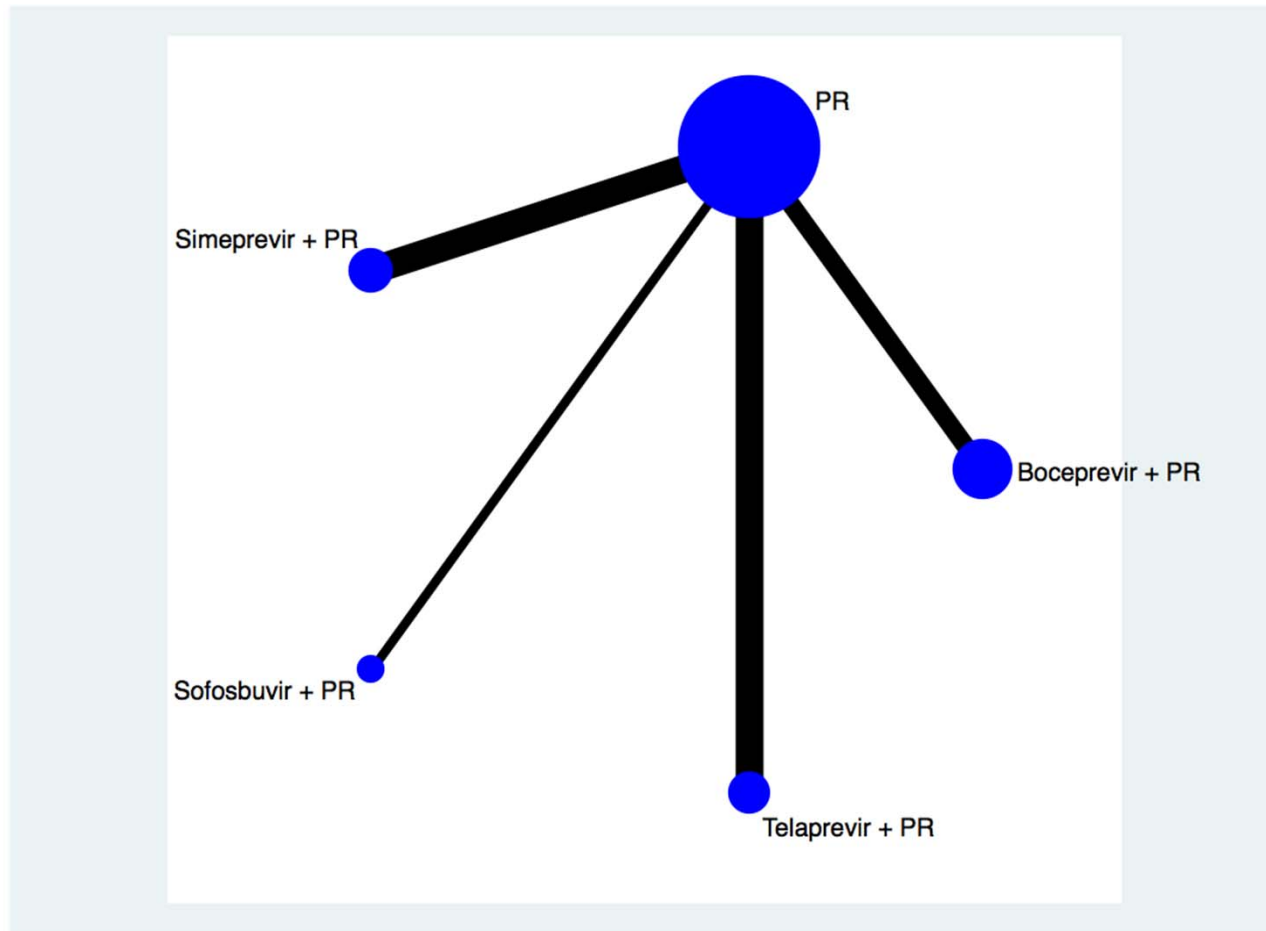 PR
Simeprevir + PR
Boceprevir + PR
Sofosbuvir + PR
Telaprevir + PR